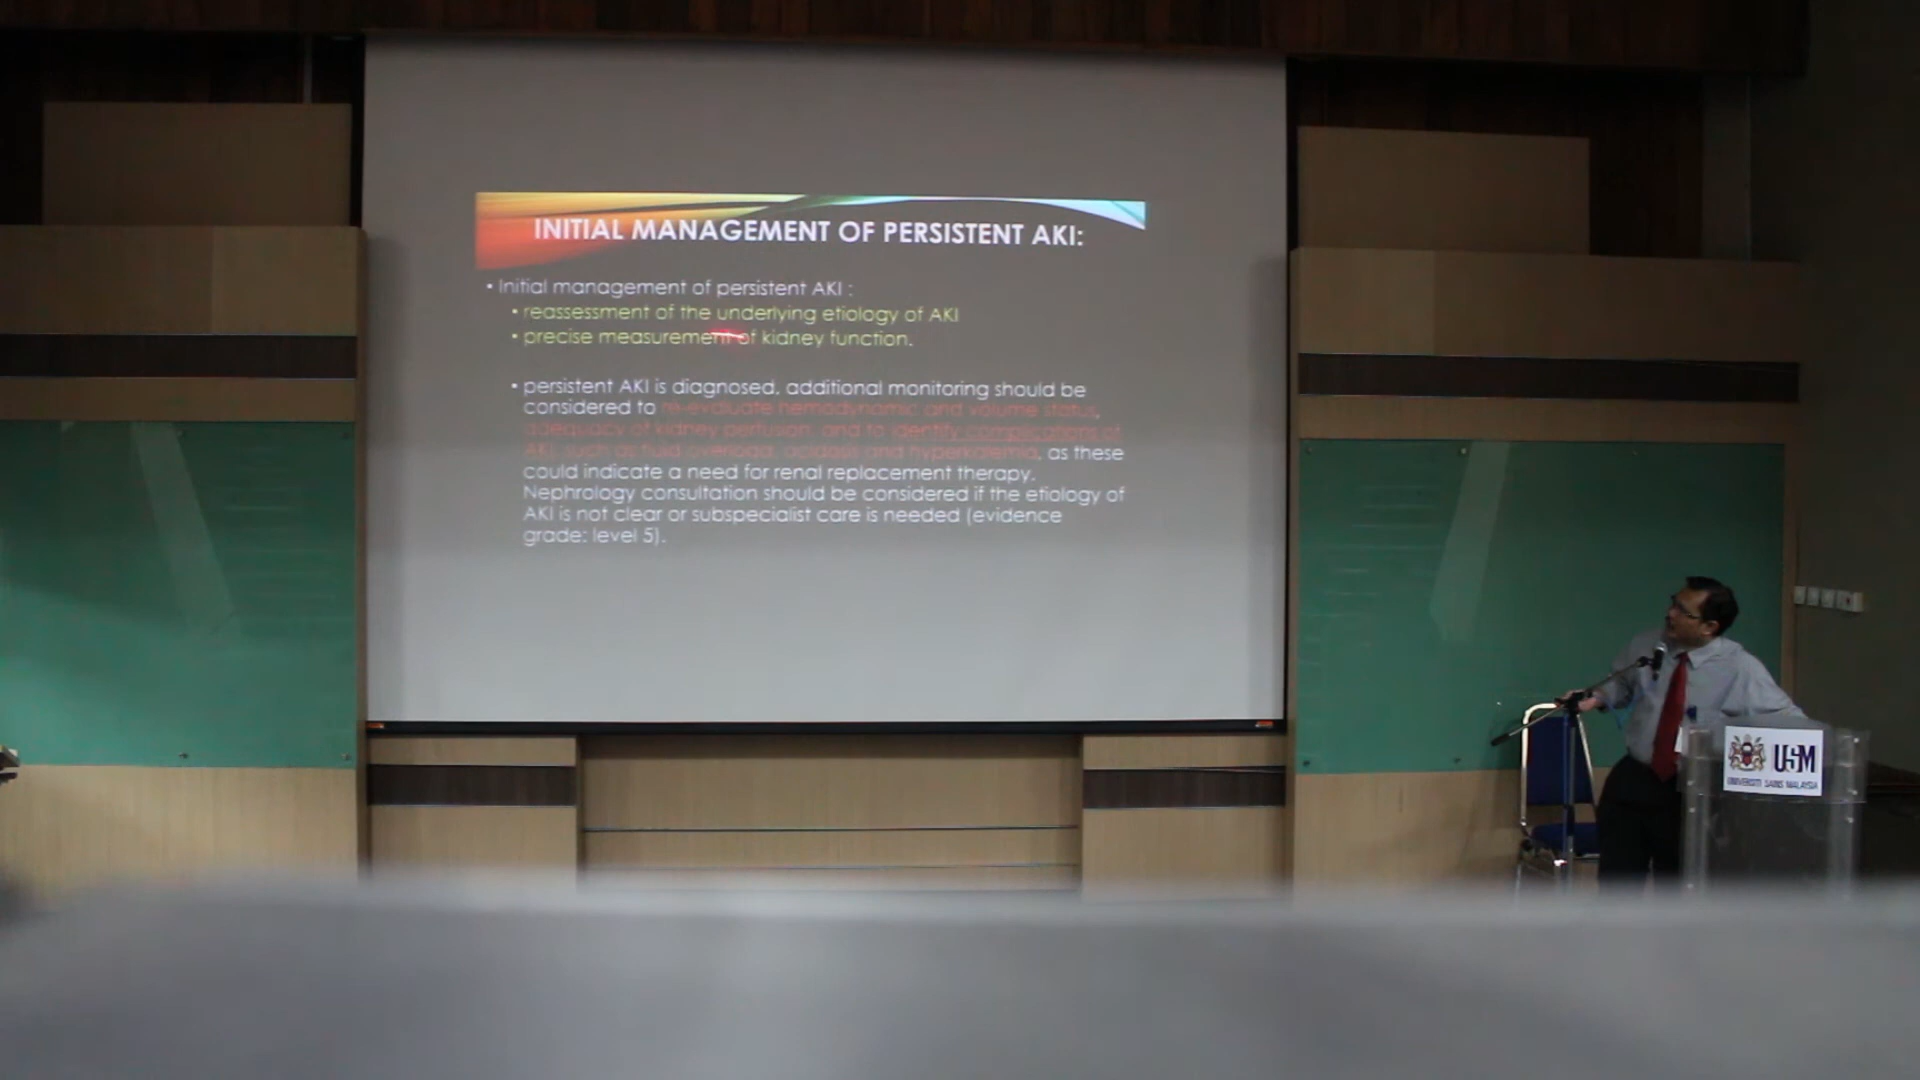 INITIAL MANAGEMENT OF PERSISTENT AKI:
• Initial management of persistent AKI :
• reassessment of the underlying etiology of AKI
• precise measurement of kidney function.
• persistent AKI is diagnosed, additional monitoring should be
considered to re-evaluate hemodynamic and volume status,
adequacy of kidney perfusion, and to identify complications of
AKI, such as fluid overload, acidosis and hyperkalemia, as these
could indicate a need for renal replacement therapy.
Nephrology consultation should be considered if the etiology of
AKI is not clear or subspecialist care is needed (evidence
grade: level 5).
USM
UNIVERSITI SAINS MALAYSIA